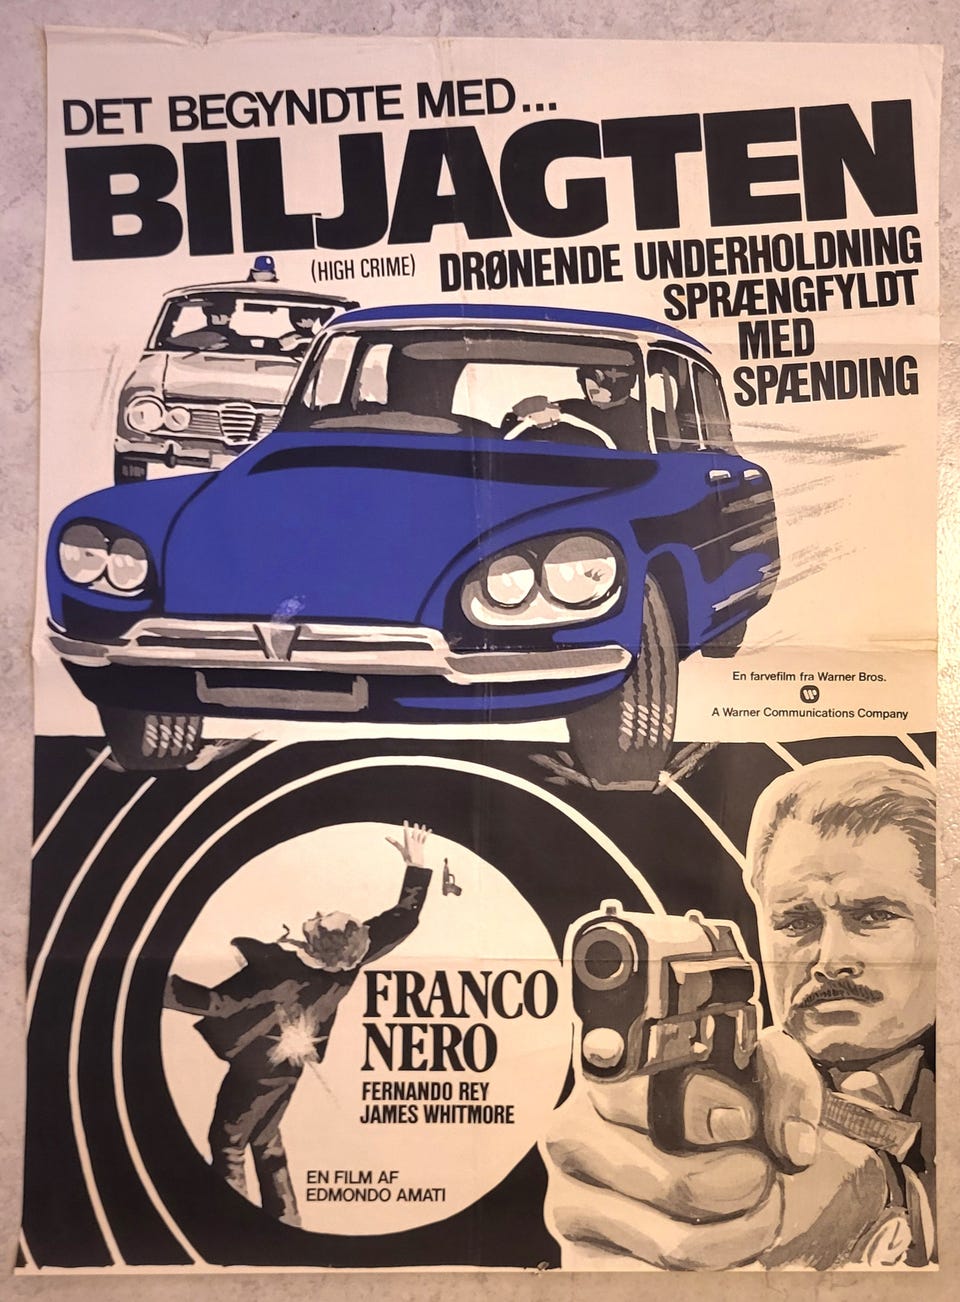 DET BEGYNDTE MED...
BILJAGTEN
(HIGH CRIME)
DRØNENDE UNDERHOLDNING
SPRÆNGFYLDT
MED
SPÆNDING
En farvefilm fra Warner Bros.
A Warner Communications Company
FRANCO
NERO
FERNANDO REY
JAMES WHITMORE
EN FILM AF
EDMONDO AMATI